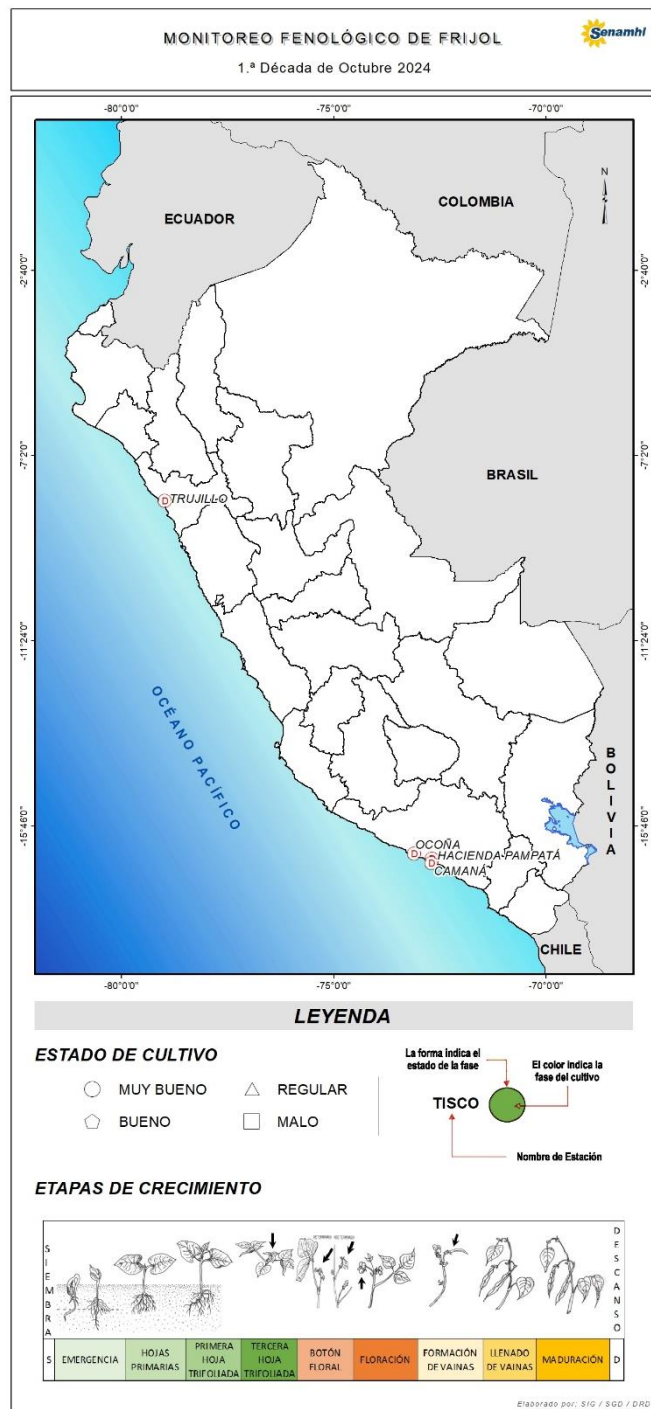 MONITOREO FENOLÓGICO DE FRIJOL
Senamhi
1.ª Década de Octubre 2024
-80°0'0" -75°0'0" -70°0'0"
N
COLOMBIA
ECUADOR
-2°40' -2°40'
-7°2'0 -7°2'0
BRASIL
D TRUJILLO
-11°24'0 -11°24'0
OCÉANO PACÍFICO
BOLIVIA
-15°46'0 -15°46'0
OCOÑA
D HACIENDA PAMPATÁ
D
CAMANÁ
CHILE
-80°0'0" -75°0'0" -70°0'0"
LEYENDA
ESTADO DE CULTIVO
MUY BUENO REGULAR
BUENO MALO
La forma indica el
estado de la fase
El color indica la
fase del cultivo
TISCO
Nombre de Estación
ETAPAS DE CRECIMIENTO
SIEMBRA
DESCANSO
S EMERGENCIA HOJAS PRIMARIAS PRIMERA HOJA TRIFOLIADA TERCERA HOJA TRIFOLIADA BOTÓN FLORAL FLORACIÓN FORMACIÓN DE VAINAS LLENADO DE VAINAS MADURACIÓN D
Elaborado por: SIG / SGD / DRD